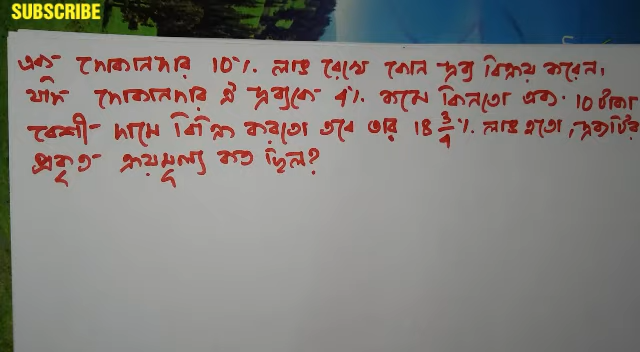 SUBSCRIBE
এক দোকানদার 10%. লাভ রেখে কোন দ্রব্য বিক্রয় করেন।
যদি দোকানদার ঐ দ্রব্যকে 4%. কমে কিনতো এবং 10 টাকা
বেশী দামে বিক্রি করতো তবে তার 18 3/4 %. লাভ হতো, দ্রব্যটির
প্রকৃত ক্রয়মূল্য কত ছিল?